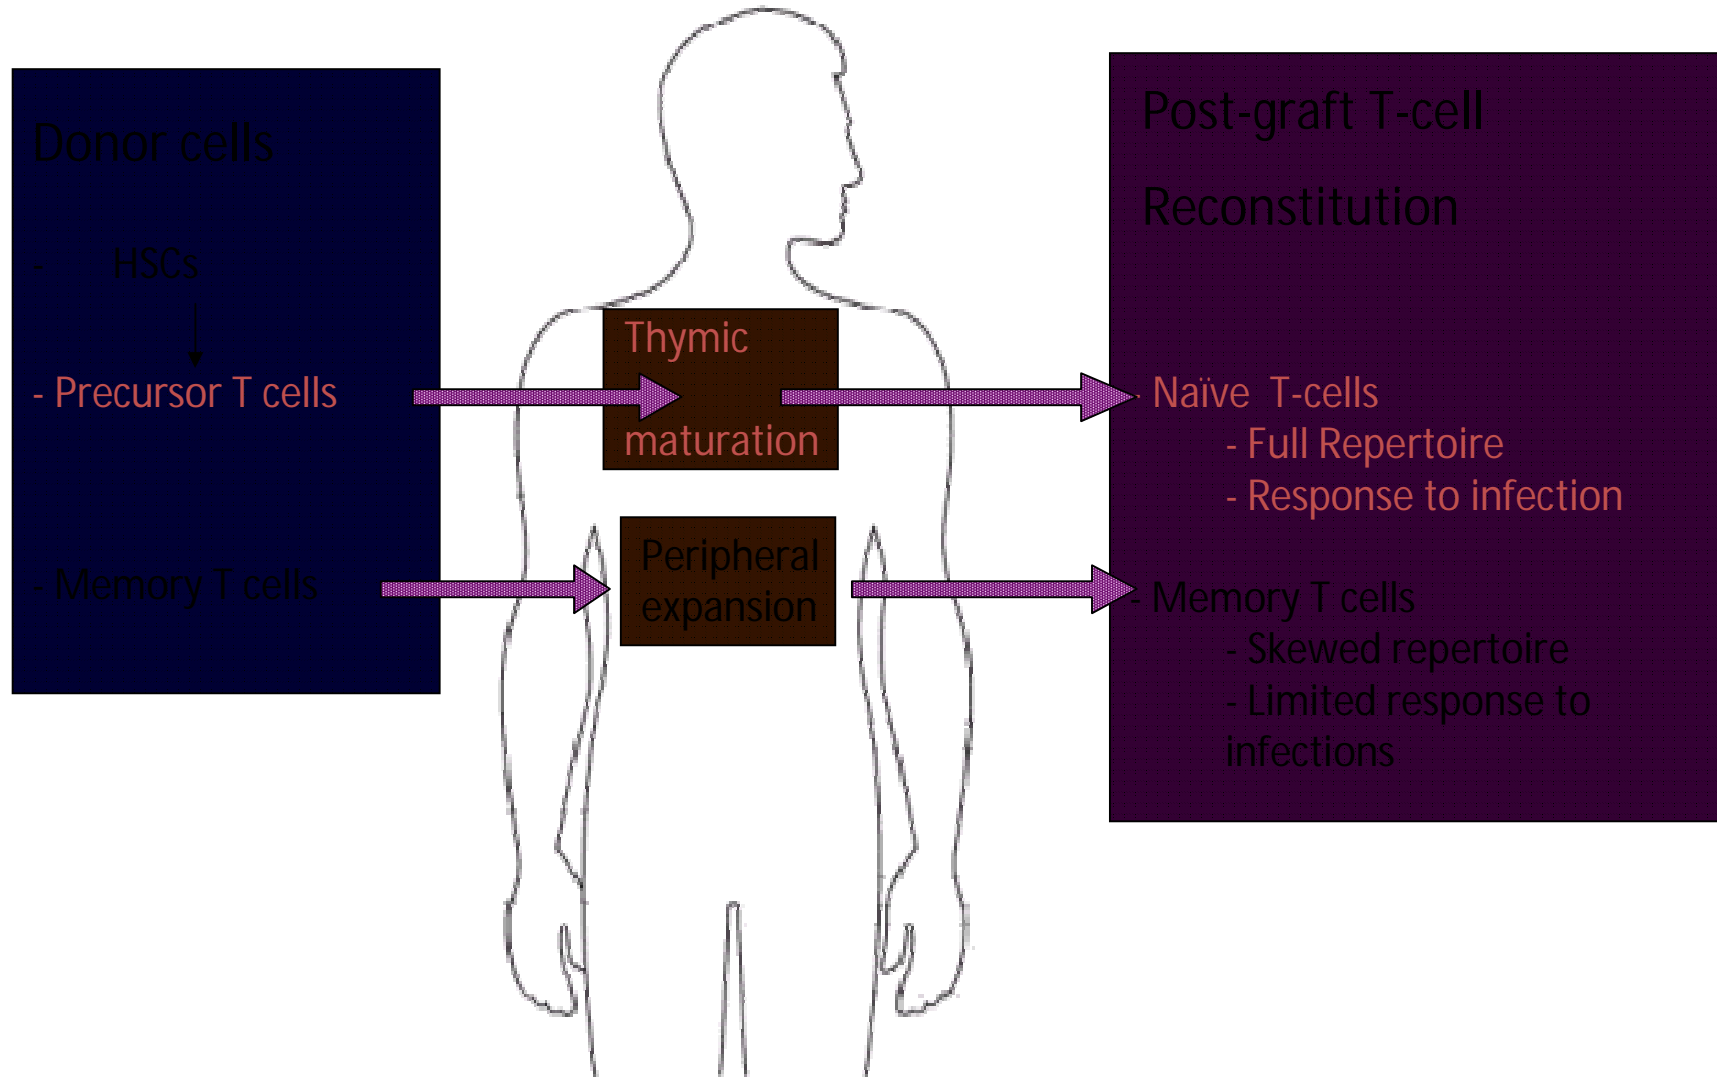 Donor cells
- HSCs
- Precursor T cells
- Memory T cells
Thymic
maturation
Peripheral
expansion
Post-graft T-cell
Reconstitution
- Naïve T-cells
- Full Repertoire
- Response to infection
- Memory T cells
- Skewed repertoire
- Limited response to
infections